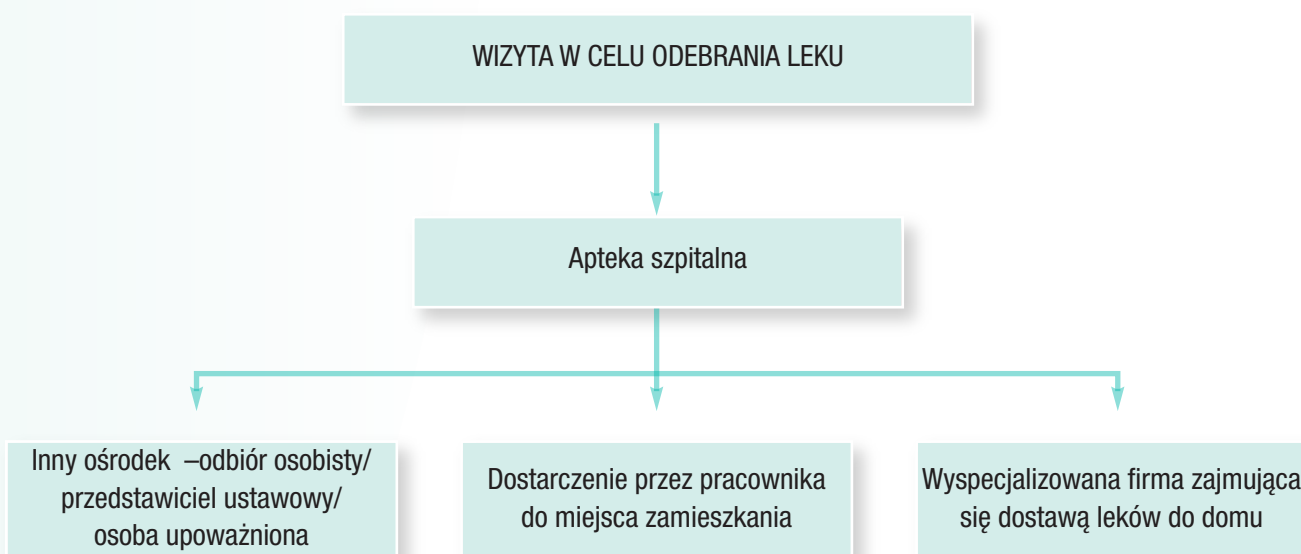 WIZYTA W CELU ODEBRANIA LEKU
Apteka szpitalna
Inny ośrodek –odbiór osobisty/
przedstawiciel ustawowy/
osoba upoważniona
Dostarczenie przez pracownika
do miejsca zamieszkania
Wyspecjalizowana firma zajmująca
się dostawą leków do domu